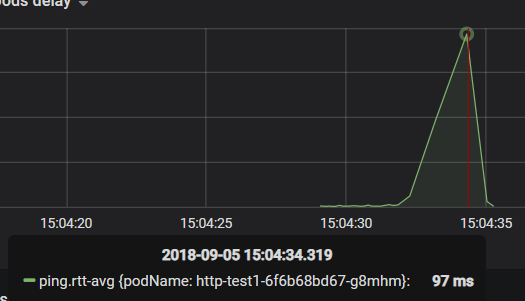 pods delay
15:04:20 15:04:25 15:04:30 15:04:35
2018-09-05 15:04:34.319
ping.rtt-avg {podName: http-test1-6f6b68bd67-g8mhm}: 97 ms